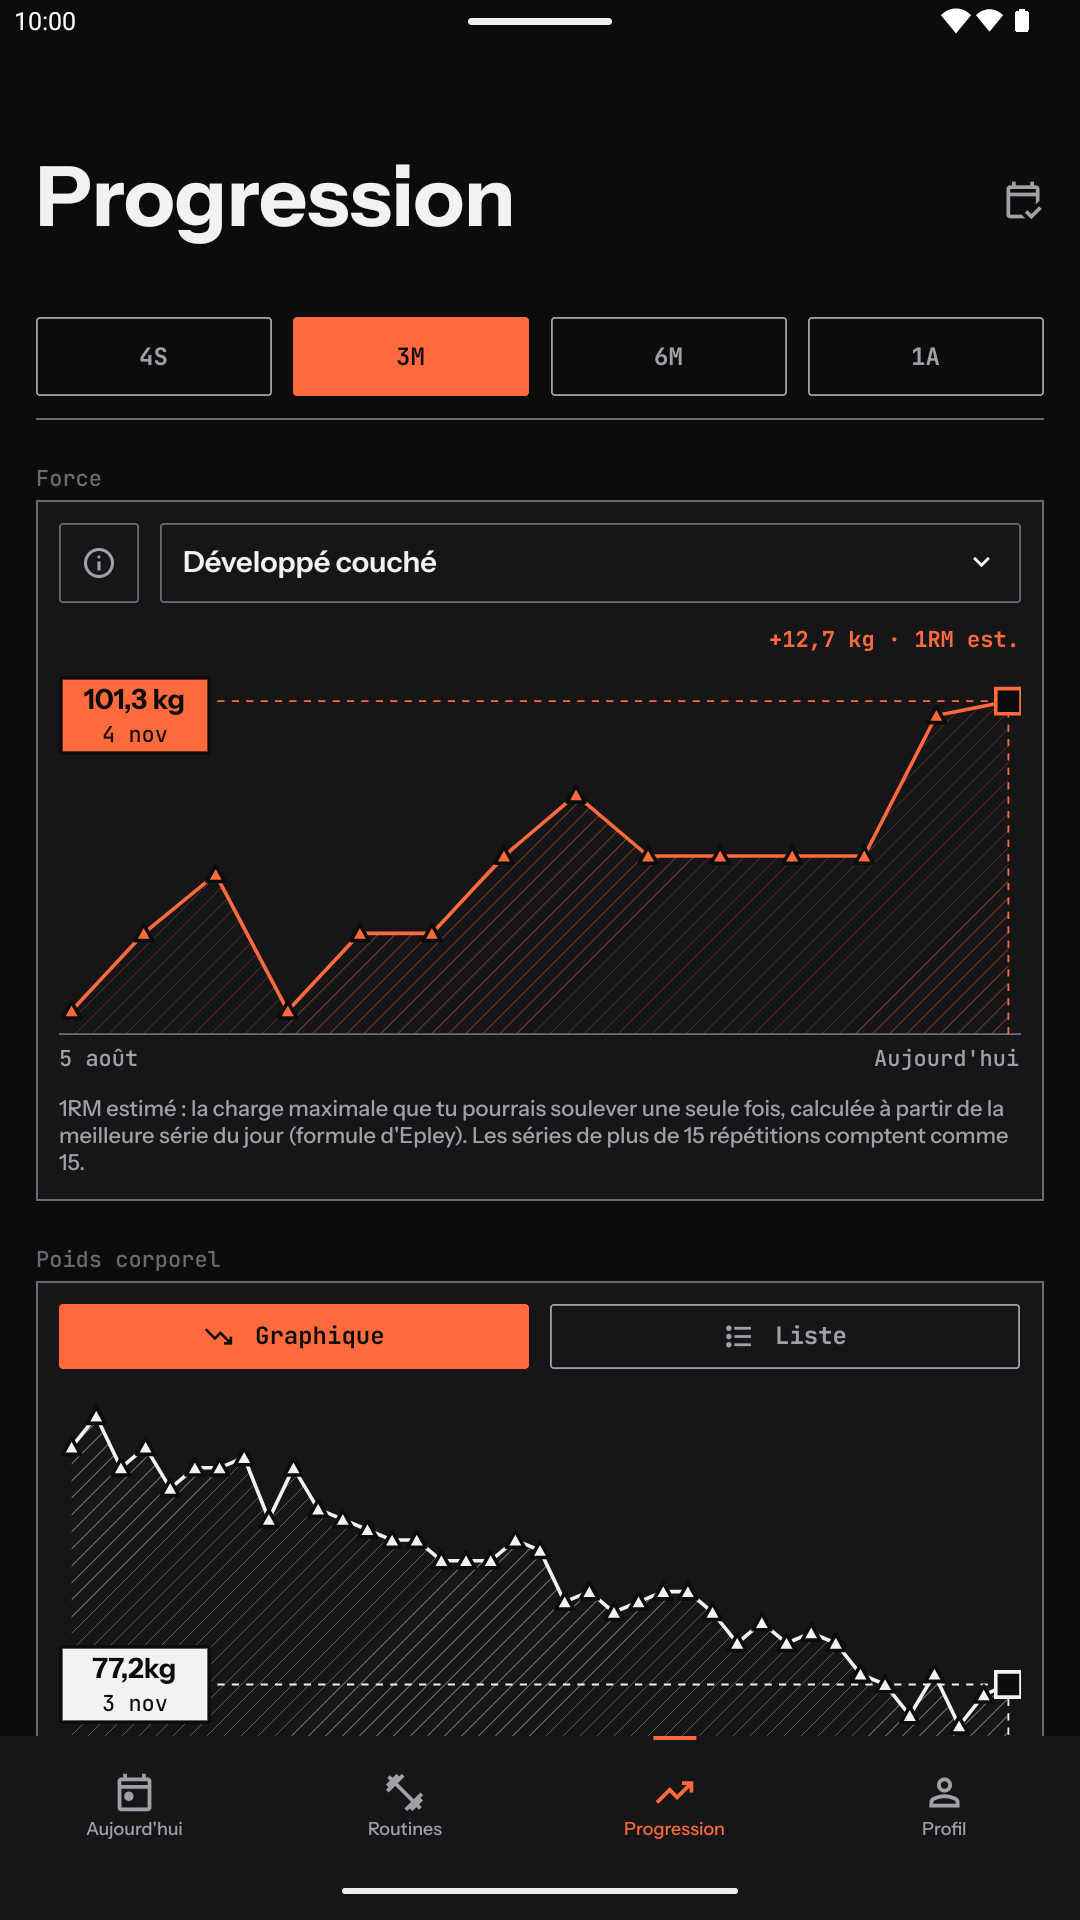 10:00
Progression
4S
3M
6M
1A
Force
Développé couché
+12,7 kg · 1RM est.
101,3 kg
4 nov
5 août
Aujourd'hui
1RM estimé : la charge maximale que tu pourrais soulever une seule fois, calculée à partir de la
meilleure série du jour (formule d'Epley). Les séries de plus de 15 répétitions comptent comme
15.
Poids corporel
Graphique
Liste
77,2kg
3 nov
Aujourd'hui
Routines
Progression
Profil